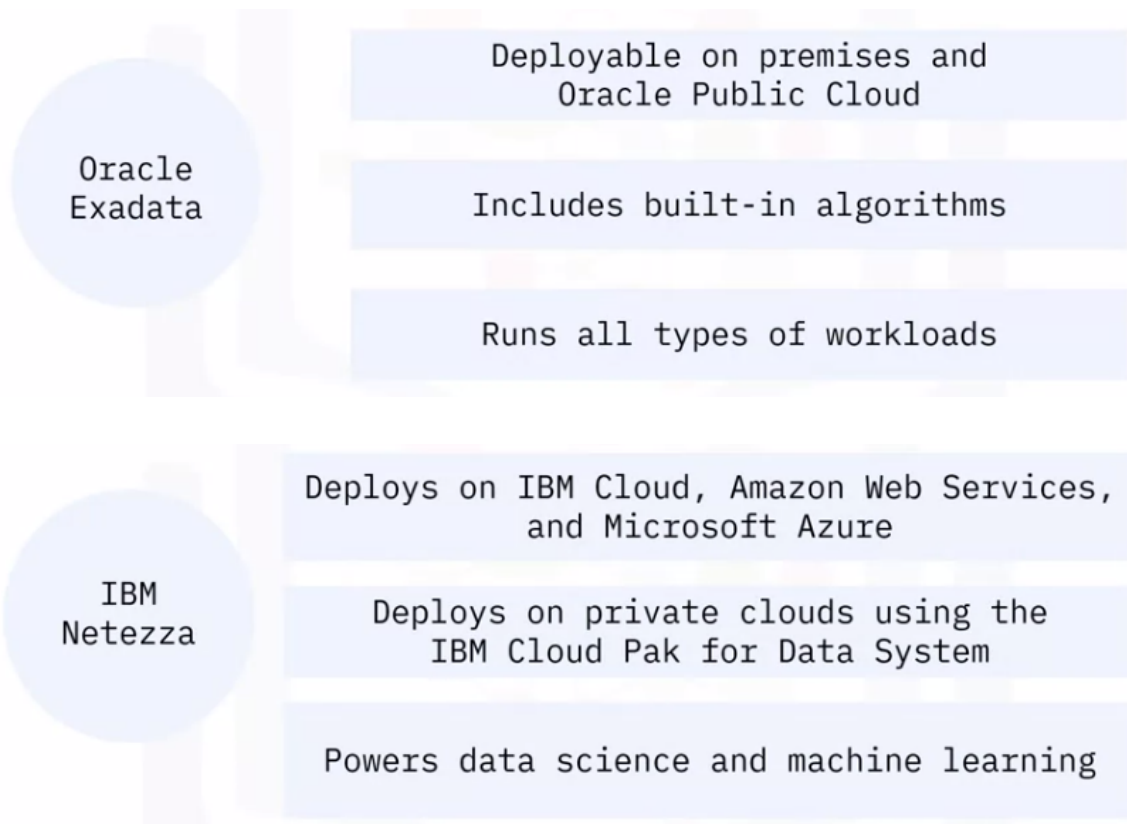 Oracle
Exadata
Deployable on premises and
Oracle Public Cloud
Includes built-in algorithms
Runs all types of workloads
IBM
Netezza
Deploys on IBM Cloud, Amazon Web Services,
and Microsoft Azure
Deploys on private clouds using the
IBM Cloud Pak for Data System
Powers data science and machine learning